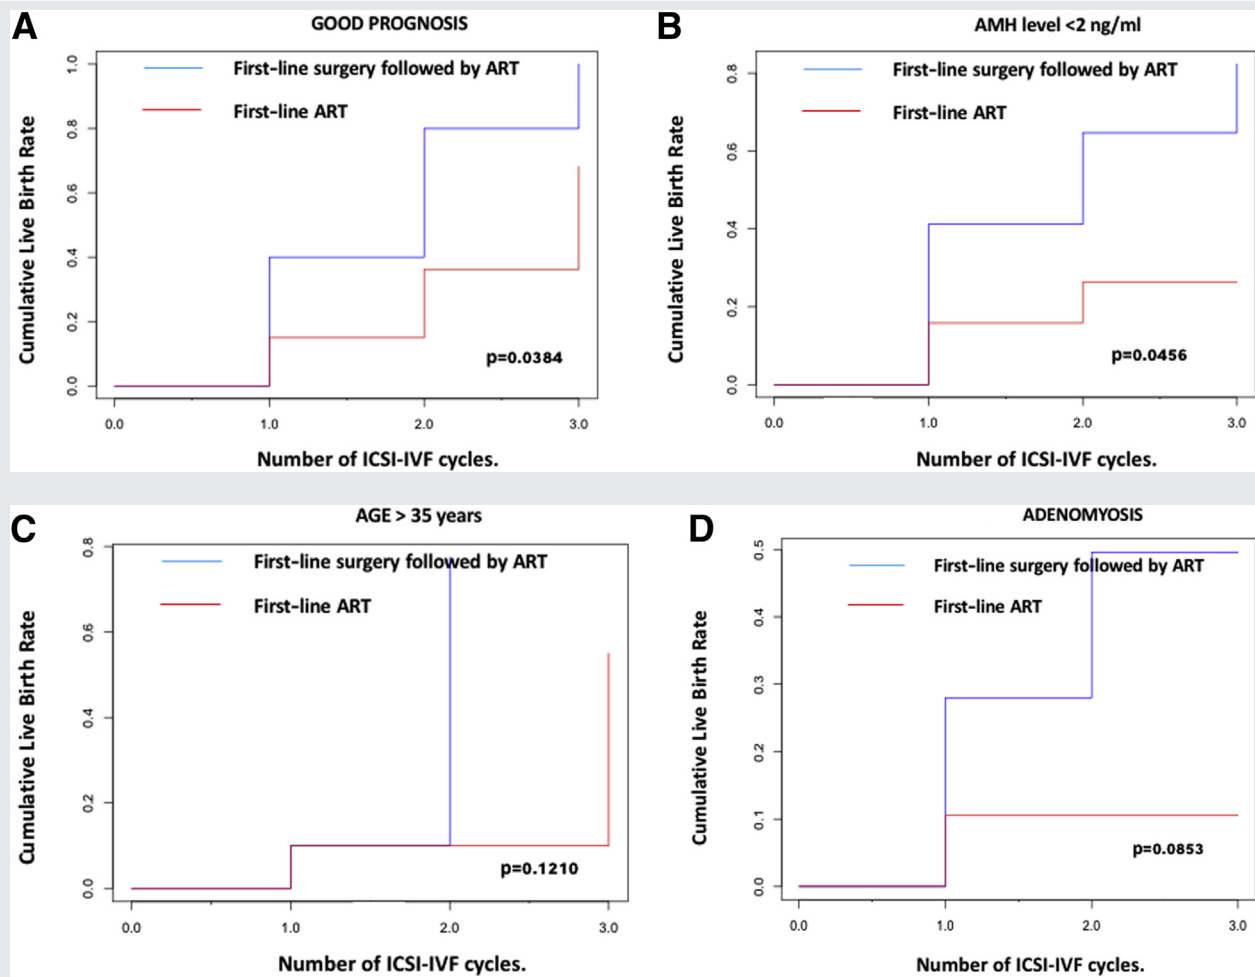 A
GOOD PROGNOSIS
First-line surgery followed by ART
First-line ART
Cumulative Live Birth Rate
1.0
0.8
0.6
0.4
0.2
0.0
p=0.0384
0.0 1.0 2.0 3.0
Number of ICSI-IVF cycles.
B
AMH level <2 ng/ml
First-line surgery followed by ART
First-line ART
Cumulative Live Birth Rate
0.8
0.6
0.4
0.2
0.0
p=0.0456
0.0 1.0 2.0 3.0
Number of ICSI-IVF cycles.
C
AGE > 35 years
First-line surgery followed by ART
First-line ART
Cumulative Live Birth Rate
0.8
0.6
0.4
0.2
0.0
p=0.1210
0.0 1.0 2.0 3.0
Number of ICSI-IVF cycles.
D
ADENOMYOSIS
First-line surgery followed by ART
First-line ART
Cumulative Live Birth Rate
0.5
0.4
0.3
0.2
0.1
0.0
p=0.0853
0.0 1.0 2.0 3.0
Number of ICSI-IVF cycles.